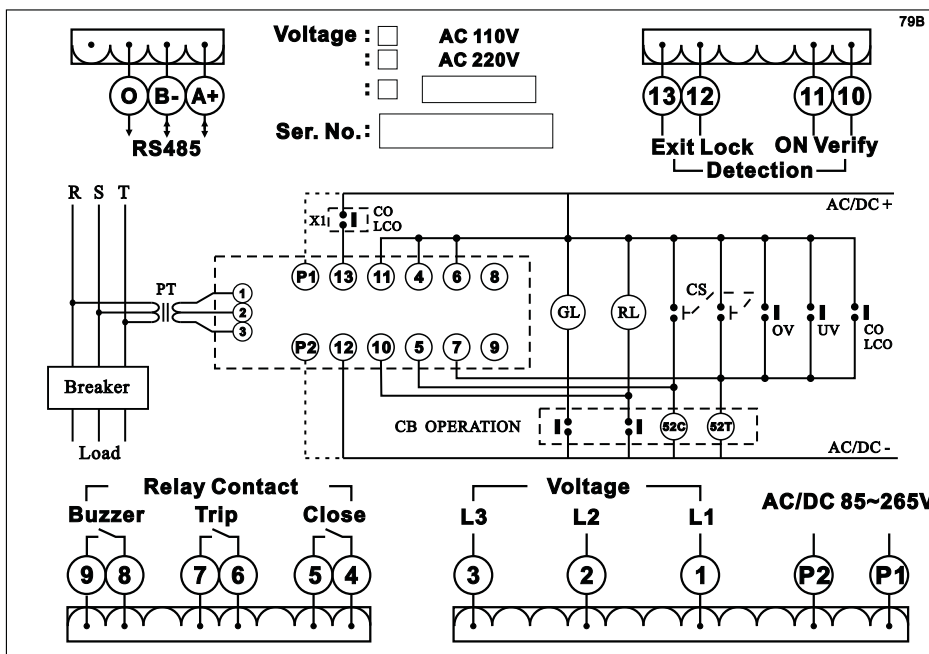 79B
Voltage : AC 110V
: AC 220V
:
Ser. No. :
O B- A+
RS485
13 12 11 10
Exit Lock ON Verify
Detection
R S T
AC/DC +
X1 CO
LCO
P1 13 11 4 6 8
PT
1
2
3
GL RL CS OV UV CO
LCO
P2 12 10 5 7 9
Breaker
CB OPERATION 52C 52T
Load
AC/DC -
Relay Contact
Buzzer Trip Close
9 8 7 6 5 4
Voltage
L3 L2 L1
AC/DC 85~265V
3 2 1 P2 P1